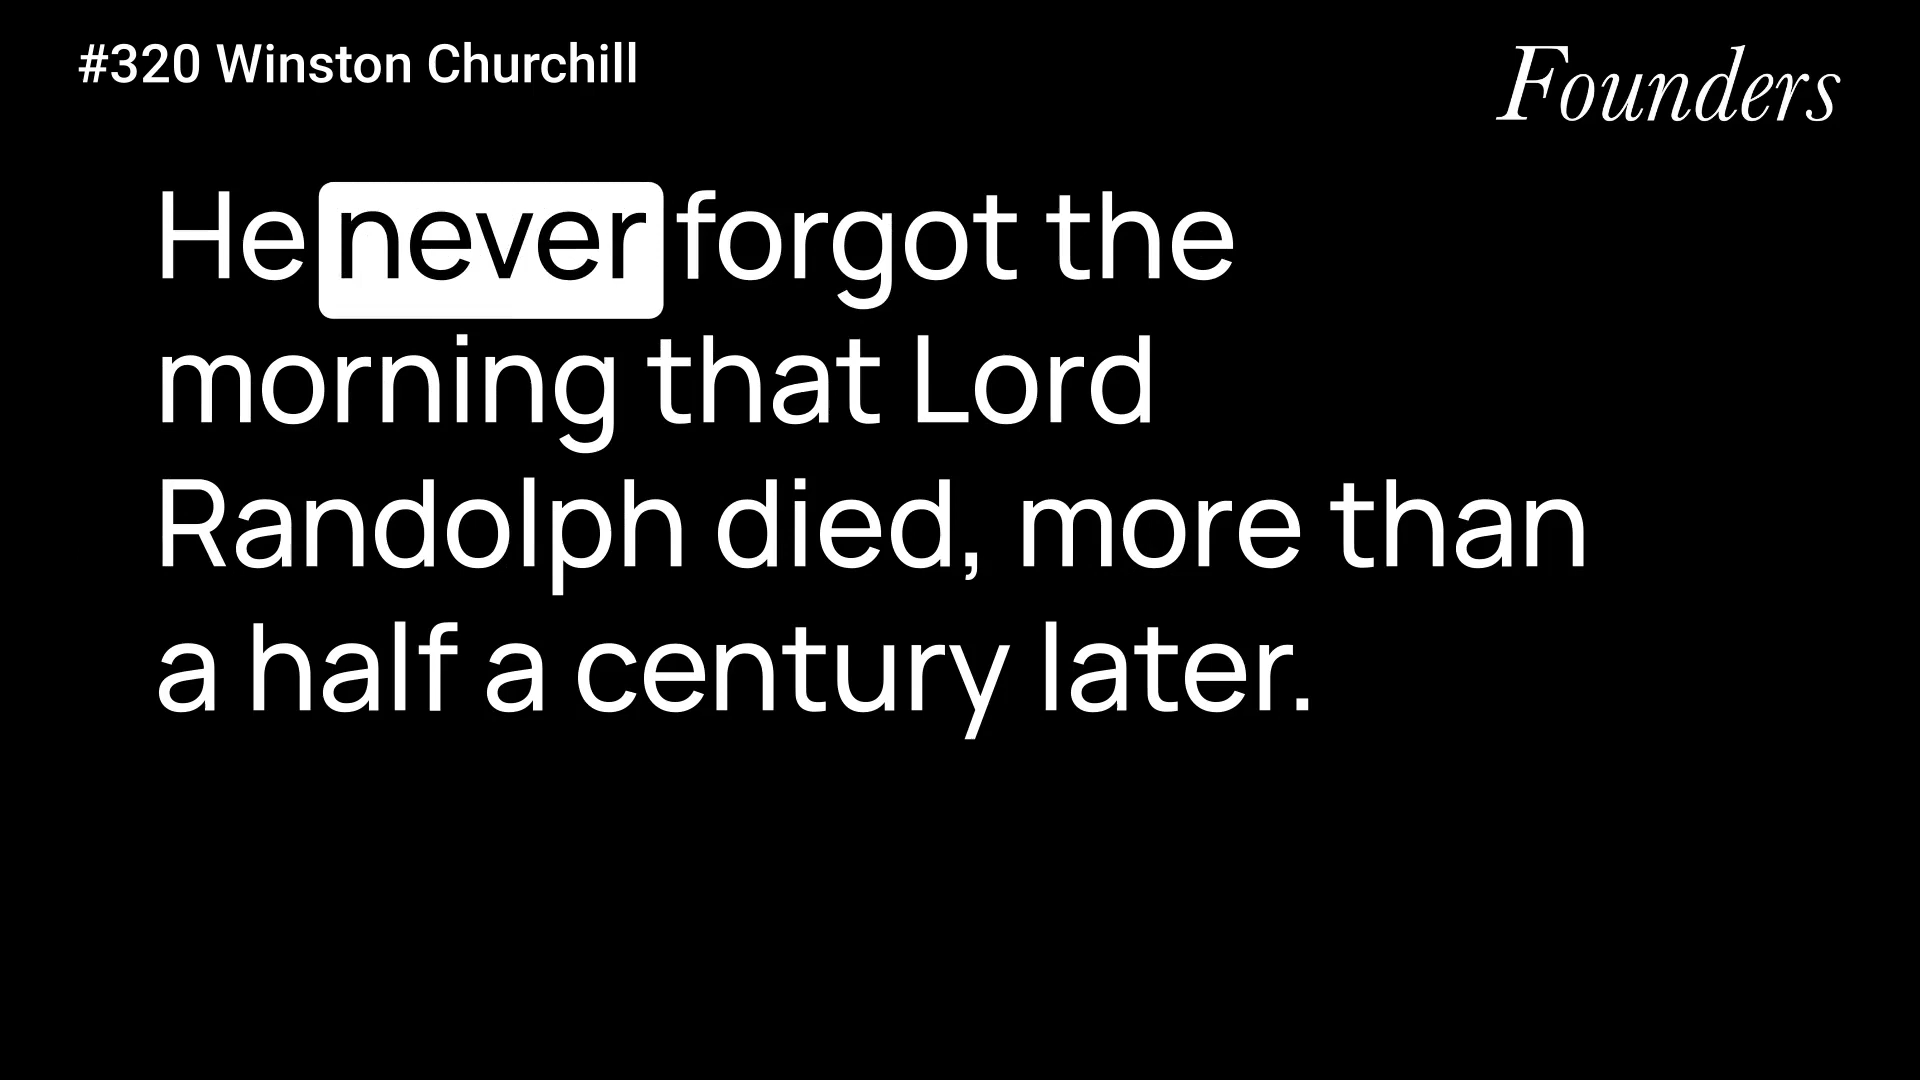 #320 Winston Churchill
Founders
He never forgot the
morning that Lord
Randolph died, more than
a half a century later.